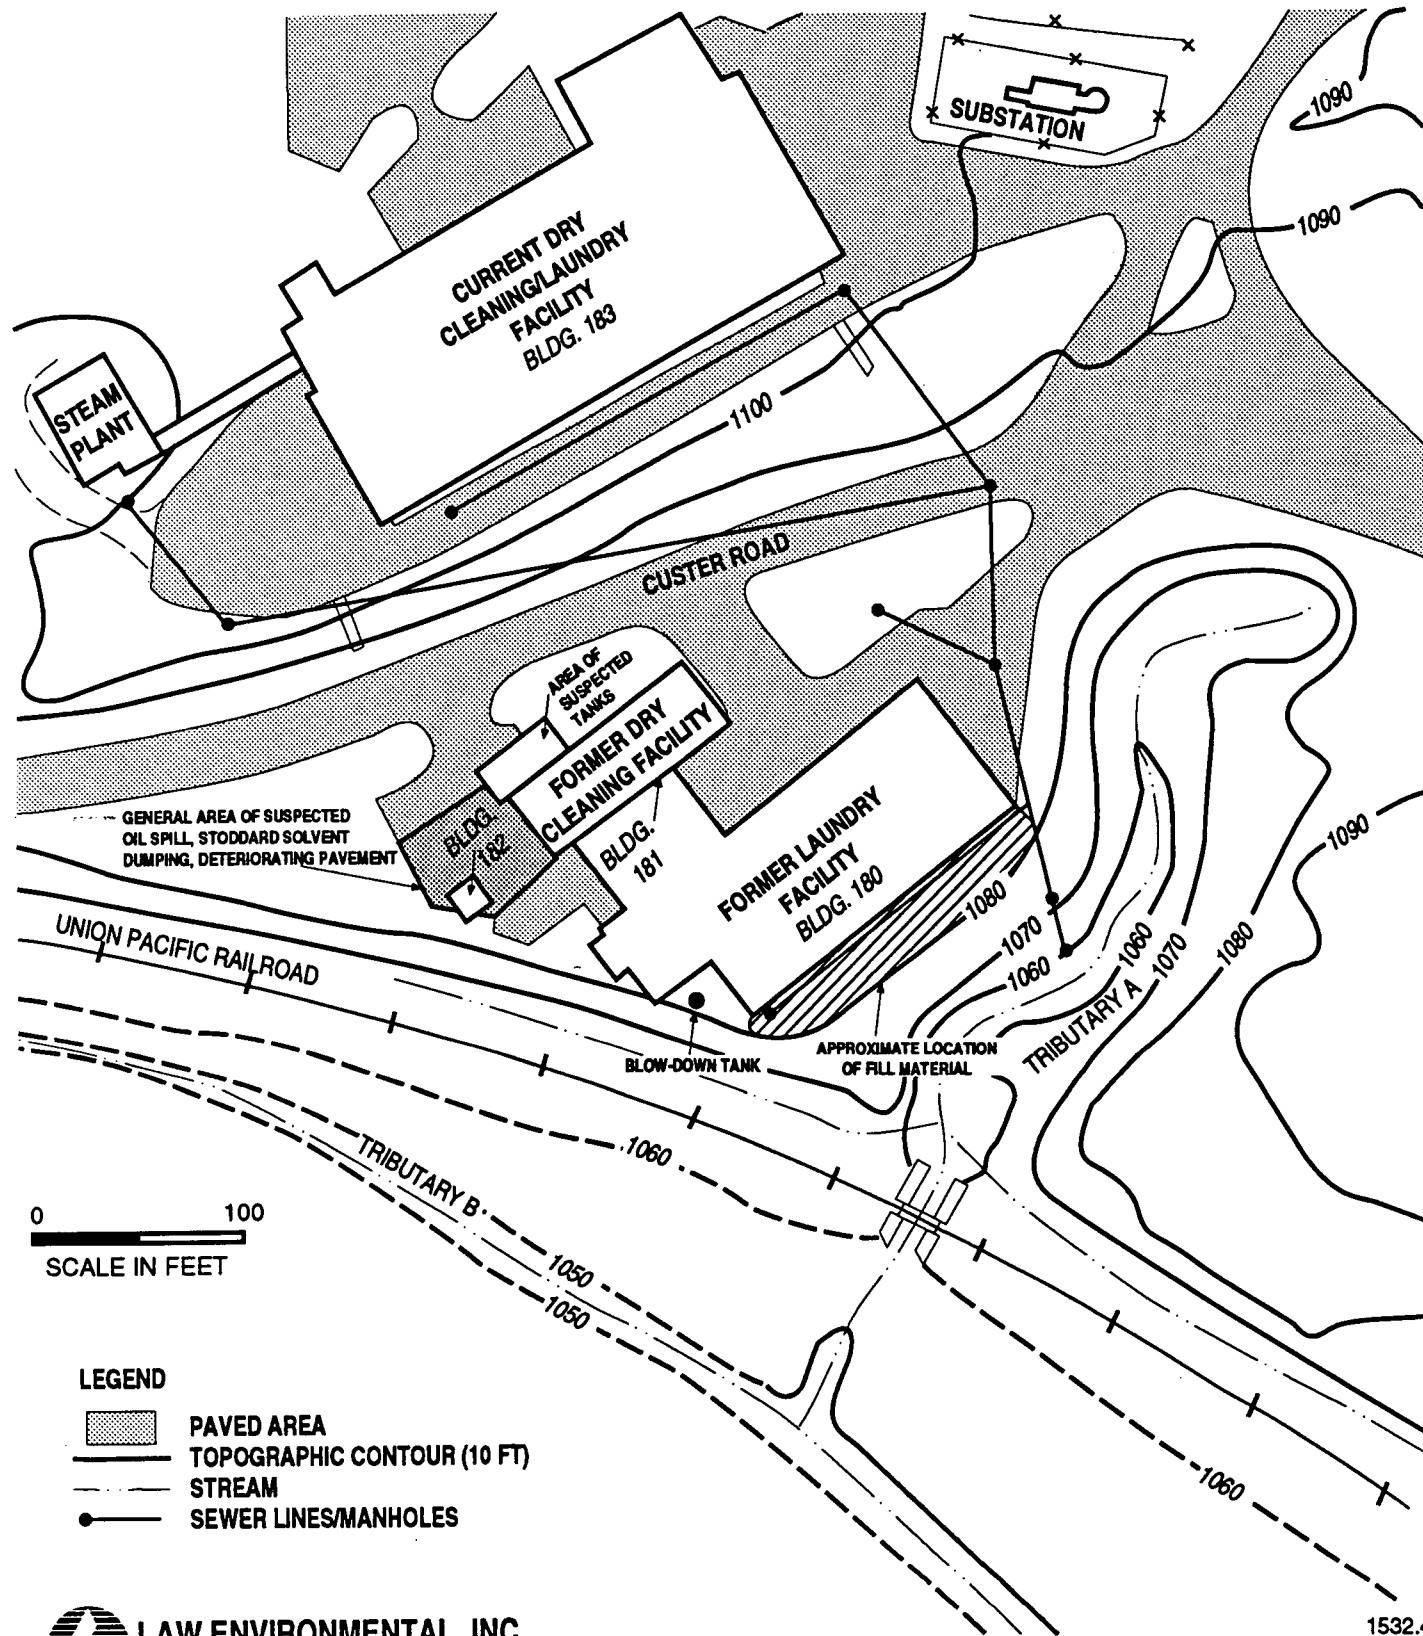 1090
SUBSTATION
1090
CURRENT DRY
CLEANING/LAUNDRY
FACILITY
BLDG. 183
STEAM
PLANT
1100
CUSTER ROAD
AREA OF
SUSPECTED
TANKS
FORMER DRY
CLEANING FACILITY
GENERAL AREA OF SUSPECTED
OIL SPILL, STODDARD SOLVENT
DUMPING, DETERIORATING PAVEMENT
BLDG.
182
BLDG.
181
FORMER LAUNDRY
FACILITY
BLDG. 180
1090
1080
1070
1060
1060
1070
1080
UNION PACIFIC RAILROAD
TRIBUTARY A
BLOW-DOWN TANK
APPROXIMATE LOCATION
OF FILL MATERIAL
1060
TRIBUTARY B
0 100
SCALE IN FEET
1050
1050
1060
LEGEND
PAVED AREA
TOPOGRAPHIC CONTOUR (10 FT)
STREAM
SEWER LINES/MANHOLES
LAW ENVIRONMENTAL, INC
1532.